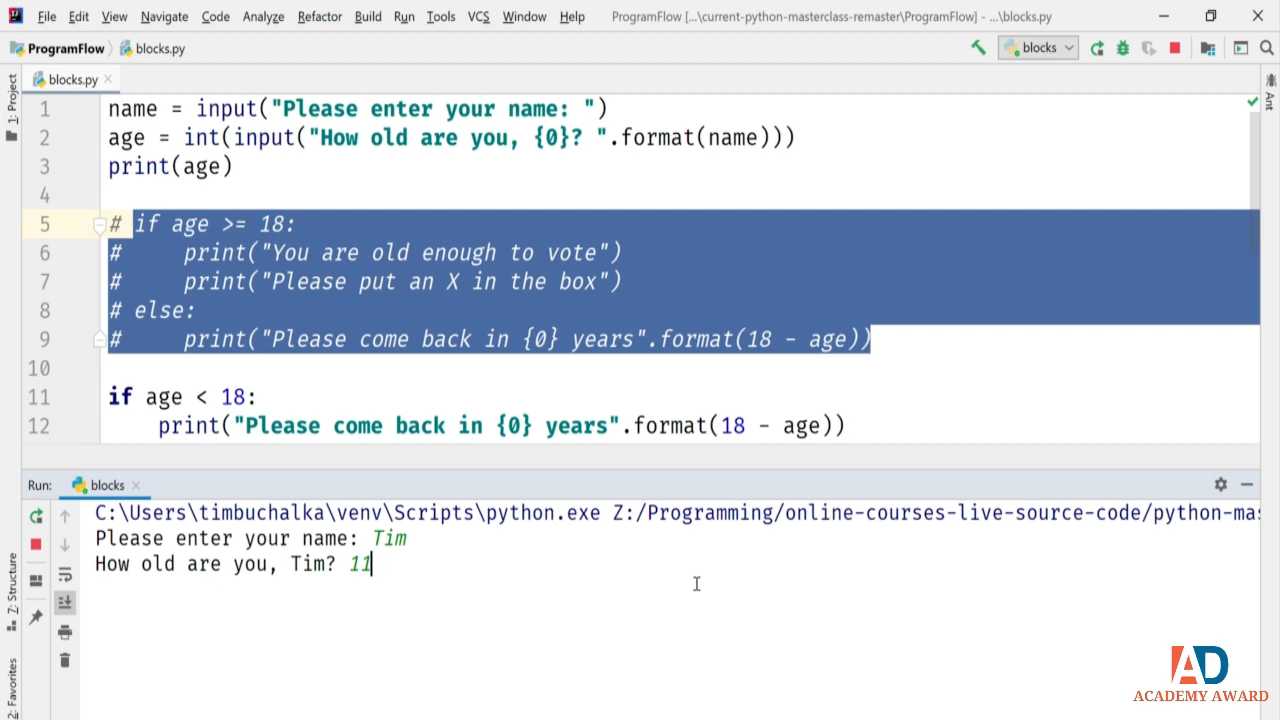 File Edit View Navigate Code Analyze Refactor Build Run Tools VCS Window Help ProgramFlow [...\current-python-masterclass-remaster\ProgramFlow] - ...\blocks.py
ProgramFlow blocks.py blocks
1: Project
blocks.py
Ant
1 name = input("Please enter your name: ")
2 age = int(input("How old are you, {0}? ".format(name)))
3 print(age)
4
5 # if age >= 18:
6 #     print("You are old enough to vote")
7 #     print("Please put an X in the box")
8 # else:
9 #     print("Please come back in {0} years".format(18 - age))
10
11 if age < 18:
12     print("Please come back in {0} years".format(18 - age))
Run: blocks
C:\Users\timbuchalka\venv\Scripts\python.exe Z:/Programming/online-courses-live-source-code/python-mas
Please enter your name: Tim
How old are you, Tim? 11
Z: Structure
2: Favorites
AD
ACADEMY AWARD